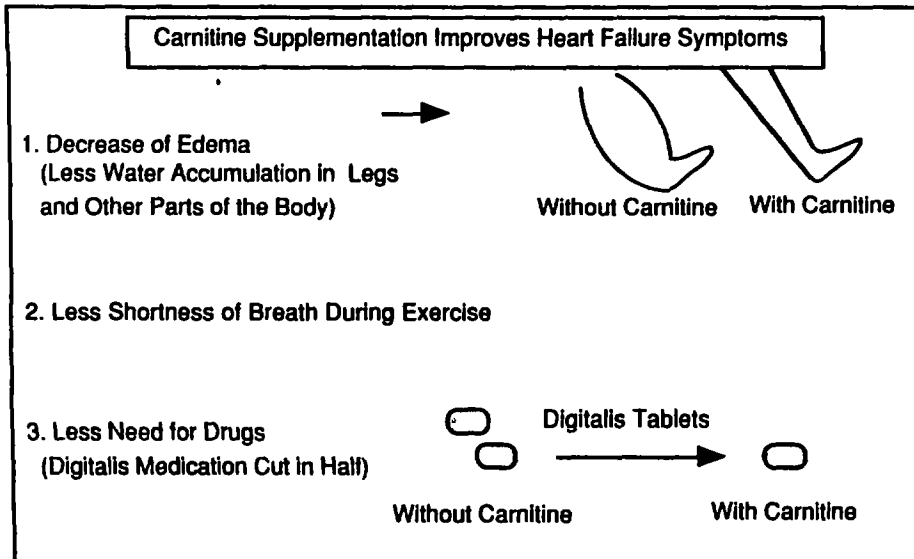 Carnitine Supplementation Improves Heart Failure Symptoms
1. Decrease of Edema
(Less Water Accumulation in Legs
and Other Parts of the Body)
Without Carnitine
With Carnitine
2. Less Shortness of Breath During Exercise
3. Less Need for Drugs
(Digitalis Medication Cut in Half)
Digitalis Tablets
Without Carnitine
With Carnitine